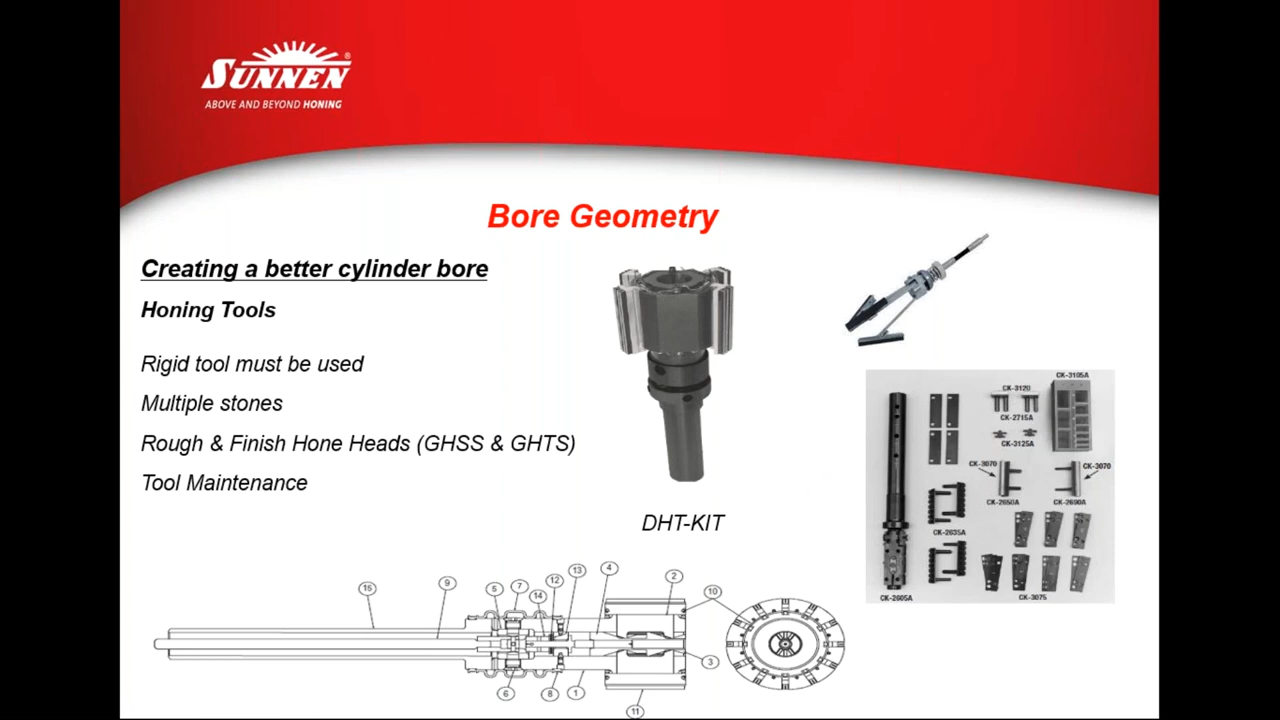 SUNNEN®
ABOVE AND BEYOND HONING
Bore Geometry
Creating a better cylinder bore
Honing Tools
Rigid tool must be used
Multiple stones
Rough & Finish Hone Heads (GHSS & GHTS)
Tool Maintenance
DHT-KIT
CK-3105A
CK-3120
CK-2715A
CK-3125A
CK-3070
CK-3070
CK-2650A
CK-2600A
CK-2635A
CK-2605A
CK-3075
15
9
5
7
14
12
13
4
2
10
6
8
1
3
11